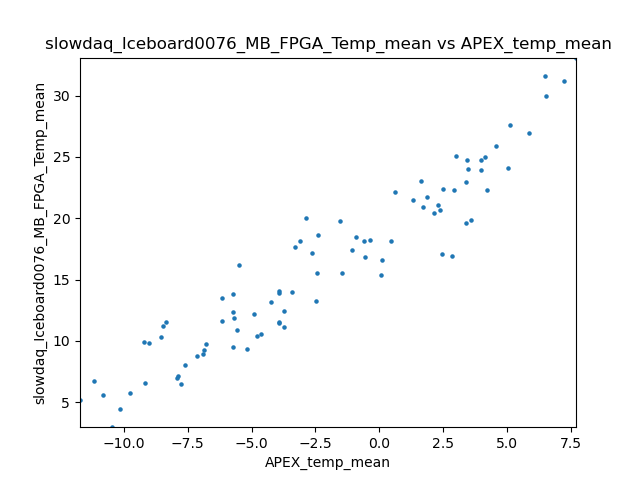 slowdaq_Iceboard0076_MB_FPGA_Temp_mean vs APEX_temp_mean
slowdaq_Iceboard0076_MB_FPGA_Temp_mean
30
25
20
15
10
5
−10.0 −7.5 −5.0 −2.5 0.0 2.5 5.0 7.5
APEX_temp_mean